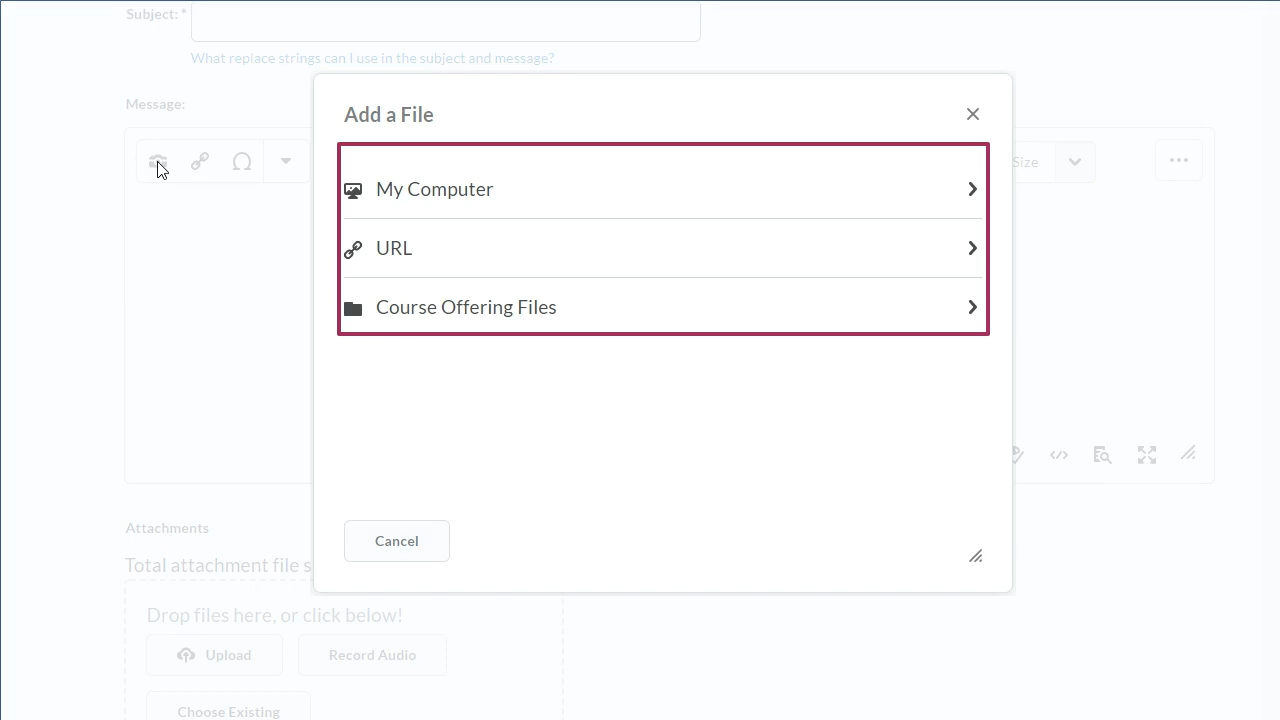 Subject: *
What replace strings can I use in the subject and message?
Message:
Add a File
Size
My Computer
URL
Course Offering Files
Cancel
Attachments
Total attachment file
Drop files here, or click below!
Upload
Record Audio
Choose Existing